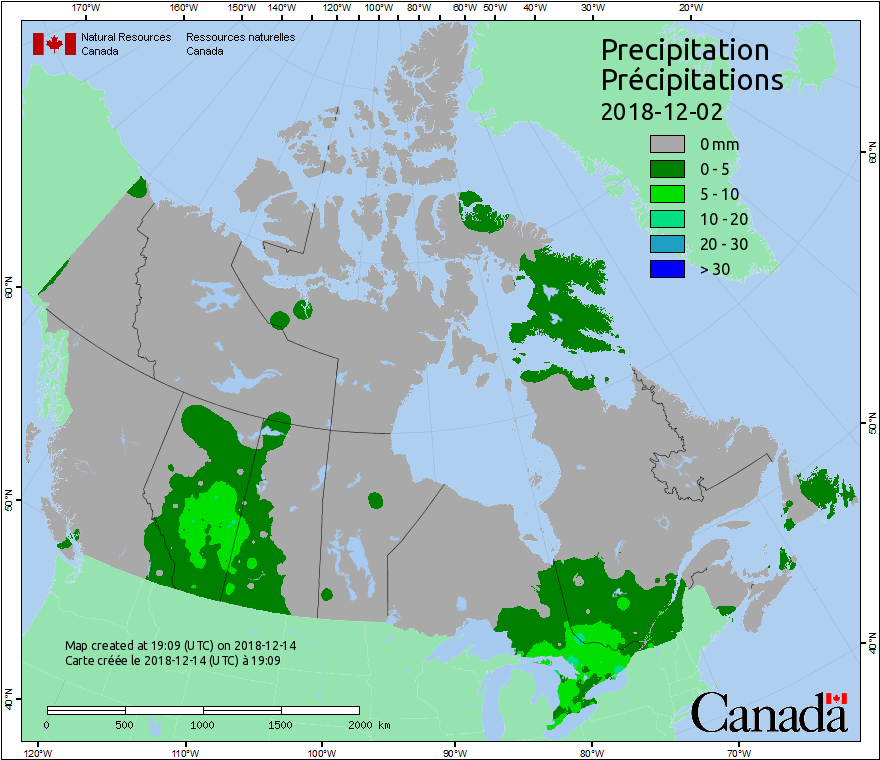 170°W 160°W 150°W 140°W 120°W 100°W 80°W 60°W 50°W 40°W 30°W 20°W
Natural Resources Ressources naturelles
Canada Canada
Precipitation
Précipitations
2018-12-02
0 mm
0 - 5
5 - 10
10 - 20
20 - 30
> 30
60°N
50°N
40°N
60°N
50°N
40°N
Map created at 19:09 (UTC) on 2018-12-14
Carte créée le 2018-12-14 (UTC) à 19:09
0 500 1000 1500 2000 km
Canada
120°W 110°W 100°W 90°W 80°W 70°W